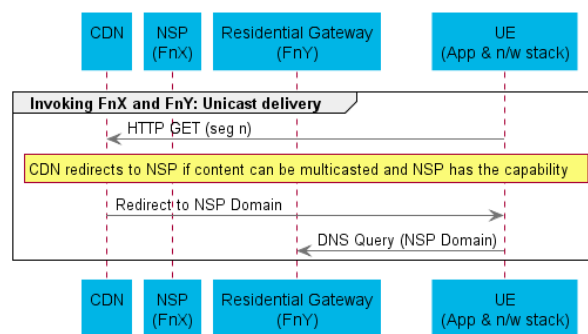 CDN
NSP
(FnX)
Residential Gateway
(FnY)
UE
(App & n/w stack)
Invoking FnX and FnY: Unicast delivery
HTTP GET (seg n)
CDN redirects to NSP if content can be multicasted and NSP has the capability
Redirect to NSP Domain
DNS Query (NSP Domain)
CDN
NSP
(FnX)
Residential Gateway
(FnY)
UE
(App & n/w stack)